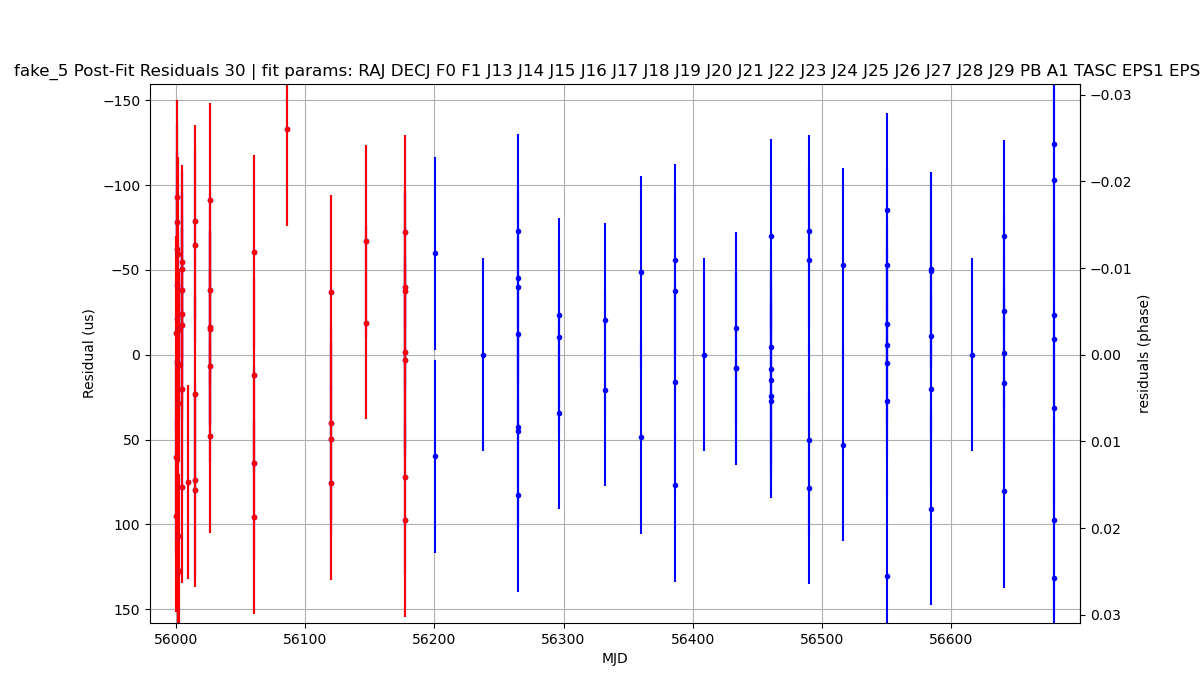 fake_5 Post-Fit Residuals 30 | fit params: RAJ DECJ F0 F1 J13 J14 J15 J16 J17 J18 J19 J20 J21 J22 J23 J24 J25 J26 J27 J28 J29 PB A1 TASC EPS1 EPS
−150
−100
−50
0
50
100
150
Residual (us)
−0.03
−0.02
−0.01
0.00
0.01
0.02
0.03
residuals (phase)
56000 56100 56200 56300 56400 56500 56600
MJD